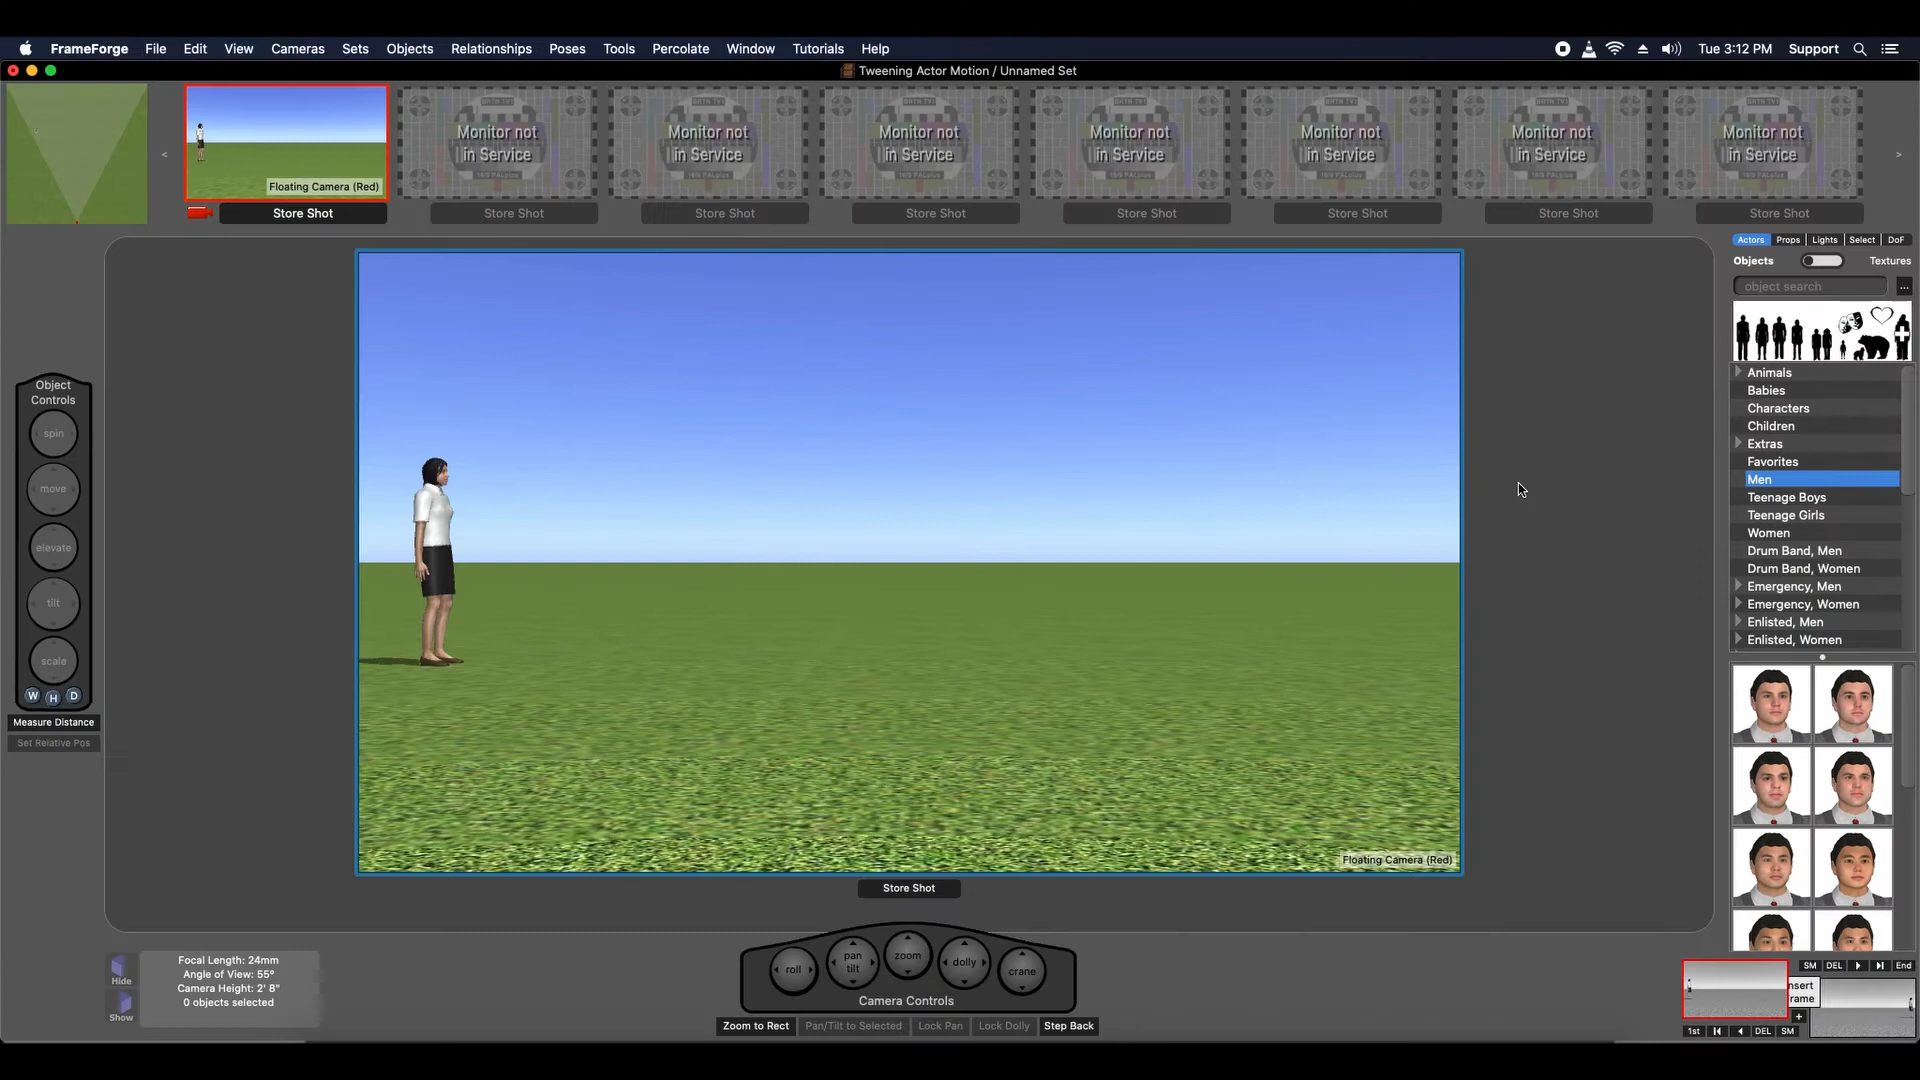 FrameForge File Edit View Cameras Sets Objects Relationships Poses Tools Percolate Window Tutorials Help Tue 3:12 PM Support
Tweening Actor Motion / Unnamed Set
Floating Camera (Red)
Monitor not
in Service
Monitor not
in Service
Monitor not
in Service
Monitor not
in Service
Monitor not
in Service
Monitor not
in Service
Monitor not
in Service
< >
Store Shot Store Shot Store Shot Store Shot Store Shot Store Shot Store Shot Store Shot
Actors Props Lights Select DoF
Objects Textures
object search ...
Animals
Babies
Characters
Children
Extras
Favorites
Men
Teenage Boys
Teenage Girls
Women
Drum Band, Men
Drum Band, Women
Emergency, Men
Emergency, Women
Enlisted, Men
Enlisted, Women
Object
Controls
spin
move
elevate
tilt
scale
W H D
Measure Distance
Set Relative Pos
Floating Camera (Red)
Store Shot
Hide
Show
Focal Length: 24mm
Angle of View: 55°
Camera Height: 2' 8"
0 objects selected
roll pan tilt zoom dolly crane
Camera Controls
Zoom to Rect Pan/Tilt to Selected Lock Pan Lock Dolly Step Back
SM DEL End
nsert
rame
+
1st DEL SM